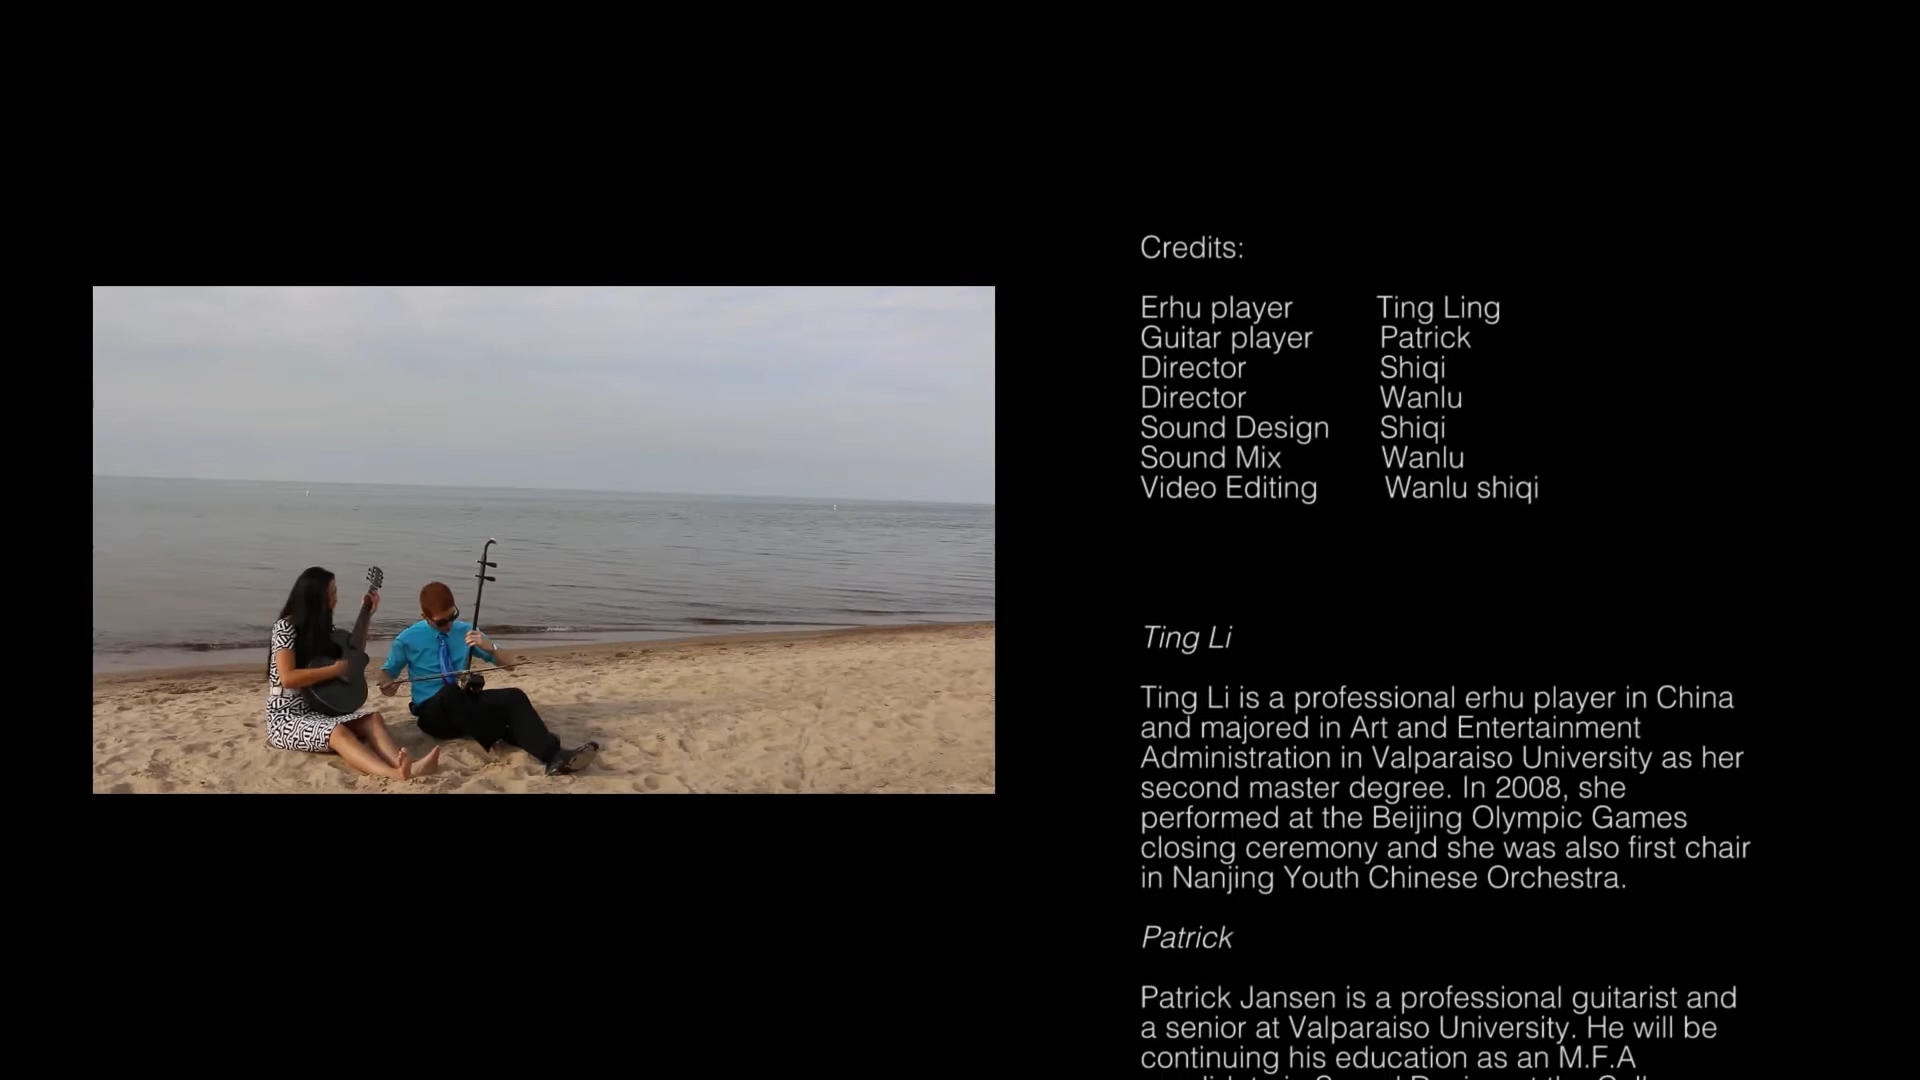 Credits:
Erhu player Ting Ling
Guitar player Patrick
Director Shiqi
Director Wanlu
Sound Design Shiqi
Sound Mix Wanlu
Video Editing Wanlu shiqi
Ting Li
Ting Li is a professional erhu player in China
and majored in Art and Entertainment
Administration in Valparaiso University as her
second master degree. In 2008, she
performed at the Beijing Olympic Games
closing ceremony and she was also first chair
in Nanjing Youth Chinese Orchestra.
Patrick
Patrick Jansen is a professional guitarist and
a senior at Valparaiso University. He will be
continuing his education as an M.F.A